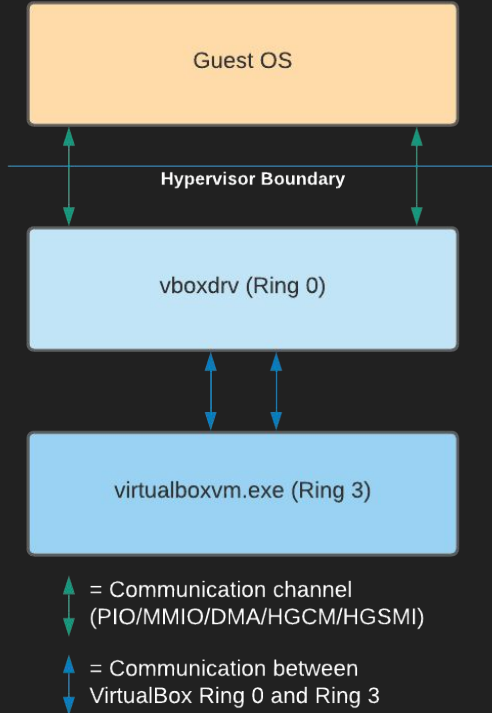 Guest OS
Hypervisor Boundary
vboxdrv (Ring 0)
virtualboxvm.exe (Ring 3)
= Communication channel
(PIO/MMIO/DMA/HGCM/HGSMI)
= Communication between
VirtualBox Ring 0 and Ring 3